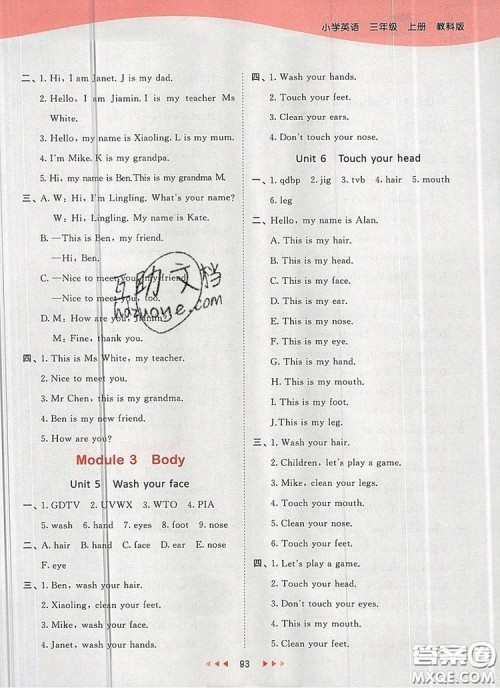 小学英语 三年级 上册 教科版
二、1. Hi, I am Janet. J is my dad.
2. Hello, I am Jiamin. I is my teacher Ms
White.
3. Hello, my name is Xiaoling. L is my mum.
4. I'm Mike. K is my grandpa.
5. Hi, my name is Ben. This is my grandma M.
三、A. W: Hi, I'm Lingling. What's your name?
W: Hi, Lingling. My name is Kate.
B. —This is Ben, my friend.
—Hi, Ben.
C. —Nice to meet you, my friend.
—Nice to meet you, too.
D. M: How are you, Jiamin?
M: Fine, thank you.
四、1. This is Ms White, my teacher.
2. Nice to meet you.
3. Mr Chen, this is my grandma.
4. Ben is my new friend.
5. How are you?
Module 3 Body
Unit 5 Wash your face
一、1. GDTV 2. UVWX 3. WTO 4. PIA
5. wash 6. hand 7. eyes 8. foot 9. nose
二、A. hair B. hand C. face D. ear E. nose
F. eye
三、1. Ben, wash your hair.
2. Xiaoling, clean your feet.
3. Mike, wash your face.
4. Janet, wash your hands.
四、1. Wash your hands.
2. Touch your feet.
3. Clean your ears.
4. Don't touch your nose.
Unit 6 Touch your head
一、1. qdbp 2. jig 3. tvb 4. hair 5. mouth
6. leg
二、Hello, my name is Alan.
A. This is my hair.
B. This is my head.
C. This is my ear.
D. This is my face.
E. This is my eye.
F. This is my nose.
G. This is my hand.
H. This is my mouth.
I. This is my foot.
J. This is my leg.
三、1. Wash your hair.
2. Children, let's play a game.
3. Mike, clean your legs.
4. Touch your mouth.
5. Clean your feet.
四、1. Let's play a game.
2. Touch your head.
3. This is my ear.
4. This is my mouth.
5. Clean your hands.
93
互助文档
hazuoye.com
答案圈
MXQE.COM